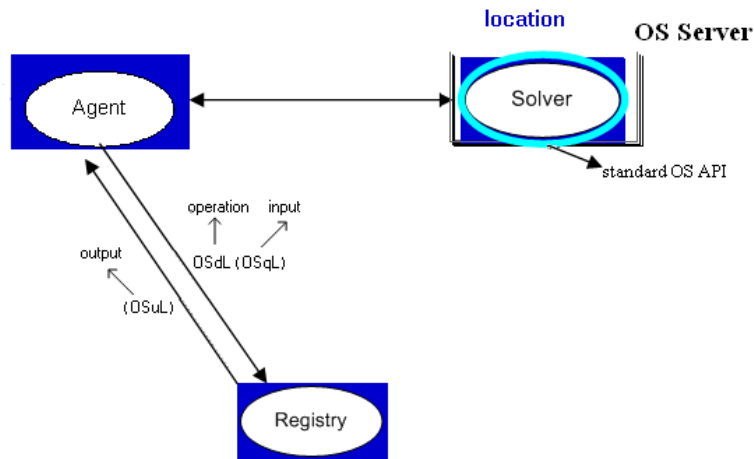 location
OS Server
Agent
Solver
standard OS API
operation input
output
OSdL (OSqL)
(OSuL)
Registry